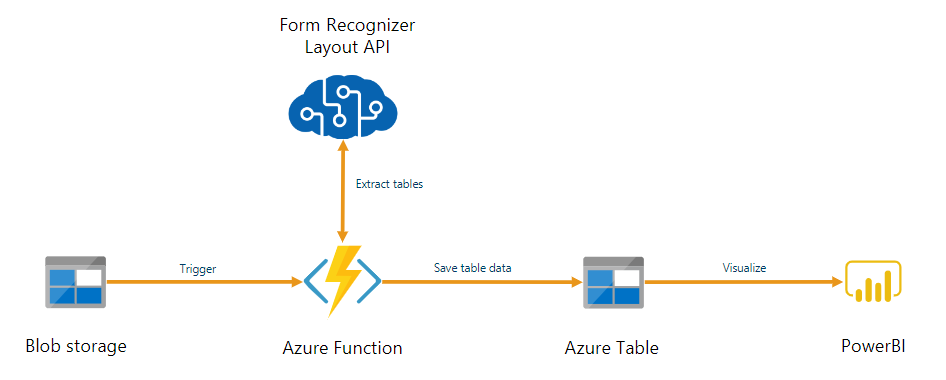 Form Recognizer
Layout API
Extract tables
Trigger
Save table data
Visualize
Blob storage
Azure Function
Azure Table
PowerBI